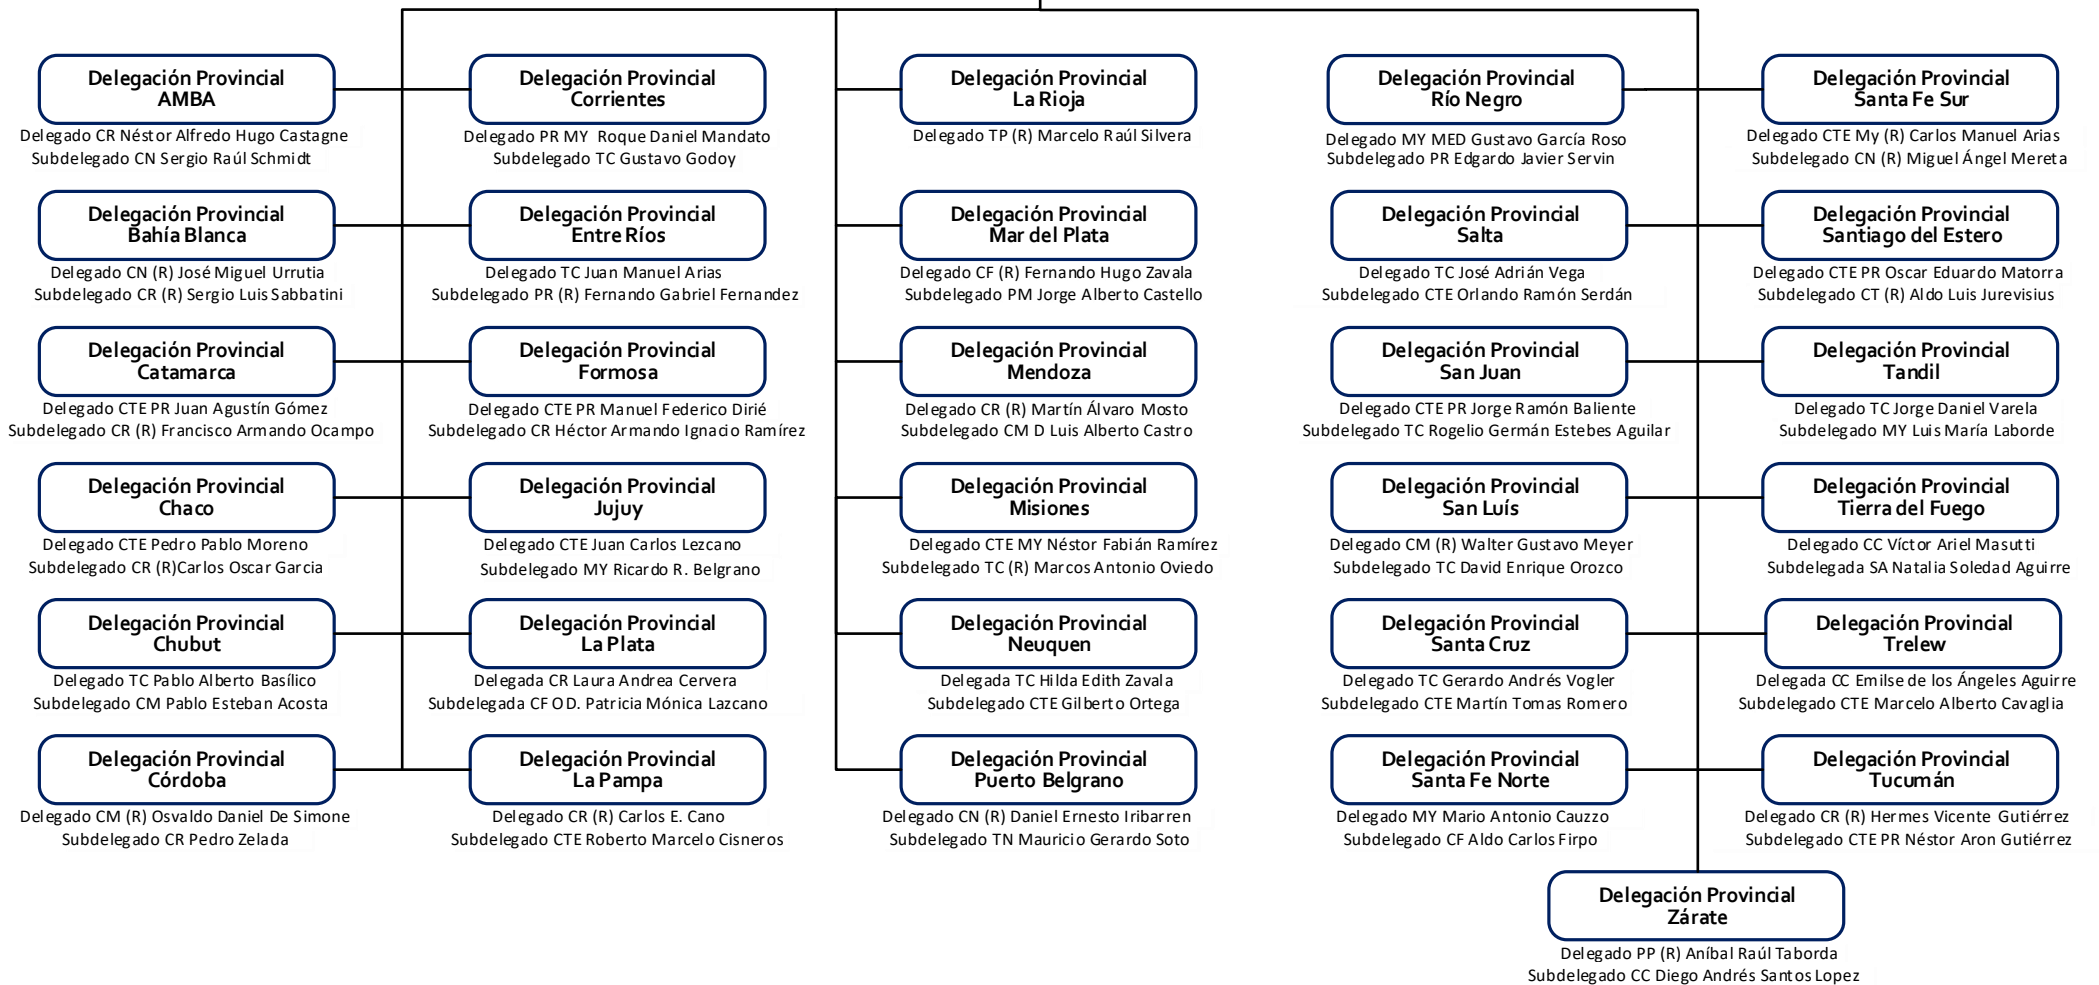 Delegación Provincial
AMBA
Delegado CR Néstor Alfredo Hugo Castagne
Subdelegado CN Sergio Raúl Schmidt
Delegación Provincial
Bahía Blanca
Delegado CN (R) José Miguel Urrutia
Subdelegado CR (R) Sergio Luis Sabbatini
Delegación Provincial
Catamarca
Delegado CTE PR Juan Agustín Gómez
Subdelegado CR (R) Francisco Armando Ocampo
Delegación Provincial
Chaco
Delegado CTE Pedro Pablo Moreno
Subdelegado CR (R)Carlos Oscar Garcia
Delegación Provincial
Chubut
Delegado TC Pablo Alberto Basílico
Subdelegado CM Pablo Esteban Acosta
Delegación Provincial
Córdoba
Delegado CM (R) Osvaldo Daniel De Simone
Subdelegado CR Pedro Zelada
Delegación Provincial
Corrientes
Delegado PR MY Roque Daniel Mandato
Subdelegado TC Gustavo Godoy
Delegación Provincial
Entre Ríos
Delegado TC Juan Manuel Arias
Subdelegado PR (R) Fernando Gabriel Fernandez
Delegación Provincial
Formosa
Delegado CTE PR Manuel Federico Dirié
Subdelegado CR Héctor Armando Ignacio Ramírez
Delegación Provincial
Jujuy
Delegado CTE Juan Carlos Lezcano
Subdelegado MY Ricardo R. Belgrano
Delegación Provincial
La Plata
Delegada CR Laura Andrea Cervera
Subdelegada CF OD. Patricia Mónica Lazcano
Delegación Provincial
La Pampa
Delegado CR (R) Carlos E. Cano
Subdelegado CTE Roberto Marcelo Cisneros
Delegación Provincial
La Rioja
Delegado TP (R) Marcelo Raúl Silvera
Delegación Provincial
Mar del Plata
Delegado CF (R) Fernando Hugo Zavala
Subdelegado PM Jorge Alberto Castello
Delegación Provincial
Mendoza
Delegado CR (R) Martín Álvaro Mosto
Subdelegado CM D Luis Alberto Castro
Delegación Provincial
Misiones
Delegado CTE MY Néstor Fabián Ramírez
Subdelegado TC (R) Marcos Antonio Oviedo
Delegación Provincial
Neuquen
Delegada TC Hilda Edith Zavala
Subdelegado CTE Gilberto Ortega
Delegación Provincial
Puerto Belgrano
Delegado CN (R) Daniel Ernesto Iribarren
Subdelegado TN Mauricio Gerardo Soto
Delegación Provincial
Río Negro
Delegado MY MED Gustavo García Roso
Subdelegado PR Edgardo Javier Servin
Delegación Provincial
Salta
Delegado TC José Adrián Vega
Subdelegado CTE Orlando Ramón Serdán
Delegación Provincial
San Juan
Delegado CTE PR Jorge Ramón Baliente
Subdelegado TC Rogelio Germán Estebes Aguilar
Delegación Provincial
San Luís
Delegado CM (R) Walter Gustavo Meyer
Subdelegado TC David Enrique Orozco
Delegación Provincial
Santa Cruz
Delegado TC Gerardo Andrés Vogler
Subdelegado CTE Martín Tomas Romero
Delegación Provincial
Santa Fe Norte
Delegado MY Mario Antonio Cauzzo
Subdelegado CF Aldo Carlos Firpo
Delegación Provincial
Santa Fe Sur
Delegado CTE My (R) Carlos Manuel Arias
Subdelegado CN (R) Miguel Ángel Mereta
Delegación Provincial
Santiago del Estero
Delegado CTE PR Oscar Eduardo Matorra
Subdelegado CT (R) Aldo Luis Jurevisius
Delegación Provincial
Tandil
Delegado TC Jorge Daniel Varela
Subdelegado MY Luis María Laborde
Delegación Provincial
Tierra del Fuego
Delegado CC Víctor Ariel Masutti
Subdelegada SA Natalia Soledad Aguirre
Delegación Provincial
Trelew
Delegada CC Emilse de los Ángeles Aguirre
Subdelegado CTE Marcelo Alberto Cavaglia
Delegación Provincial
Tucumán
Delegado CR (R) Hermes Vicente Gutiérrez
Subdelegado CTE PR Néstor Aron Gutiérrez
Delegación Provincial
Zárate
Delegado PP (R) Aníbal Raúl Taborda
Subdelegado CC Diego Andrés Santos Lopez